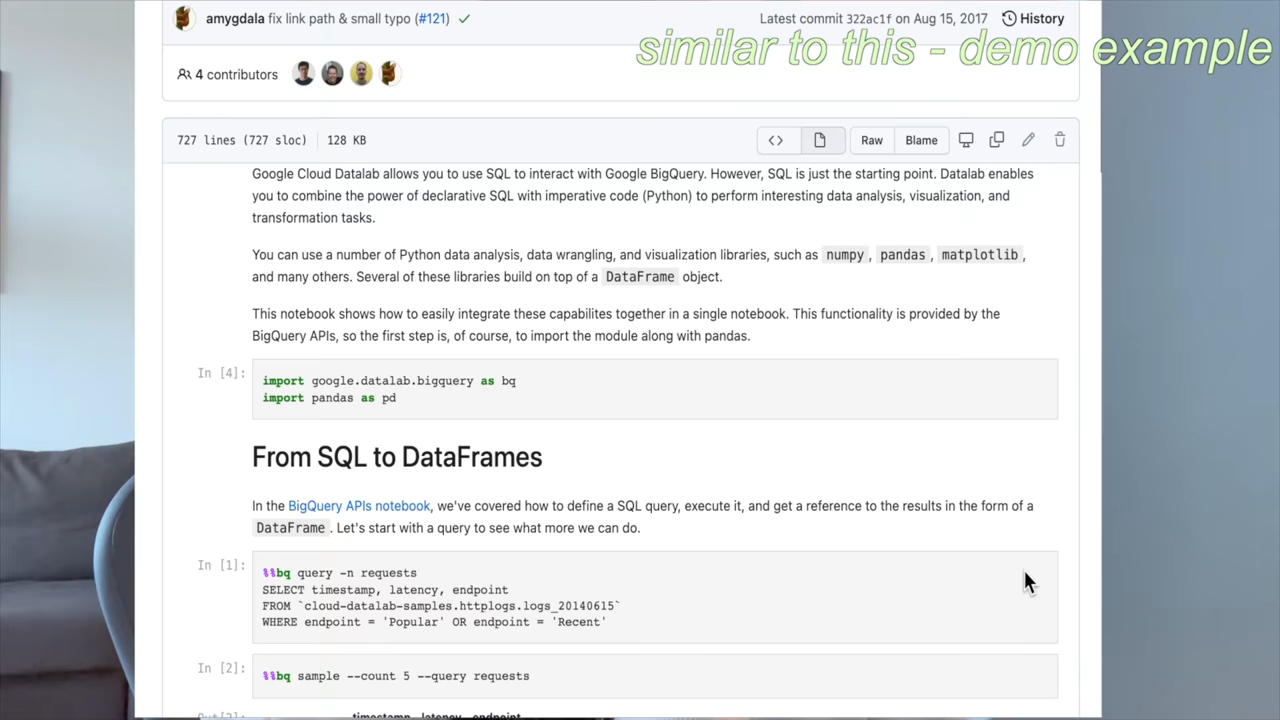 amygdala fix link path & small typo (#121)
Latest commit 322ac1f on Aug 15, 2017
History
similar to this - demo example
4 contributors
727 lines (727 sloc)
128 KB
Raw
Blame
Google Cloud Datalab allows you to use SQL to interact with Google BigQuery. However, SQL is just the starting point. Datalab enables
you to combine the power of declarative SQL with imperative code (Python) to perform interesting data analysis, visualization, and
transformation tasks.
You can use a number of Python data analysis, data wrangling, and visualization libraries, such as numpy, pandas, matplotlib,
and many others. Several of these libraries build on top of a DataFrame object.
This notebook shows how to easily integrate these capabilites together in a single notebook. This functionality is provided by the
BigQuery APIs, so the first step is, of course, to import the module along with pandas.
In [4]:
import google.datalab.bigquery as bq
import pandas as pd
From SQL to DataFrames
In the BigQuery APIs notebook, we've covered how to define a SQL query, execute it, and get a reference to the results in the form of a
DataFrame. Let's start with a query to see what more we can do.
In [1]:
%%bq query -n requests
SELECT timestamp, latency, endpoint
FROM `cloud-datalab-samples.httplogs.logs_20140615`
WHERE endpoint = 'Popular' OR endpoint = 'Recent'
In [2]:
%%bq sample --count 5 --query requests
Out[2]:
timestamp latency endpoint